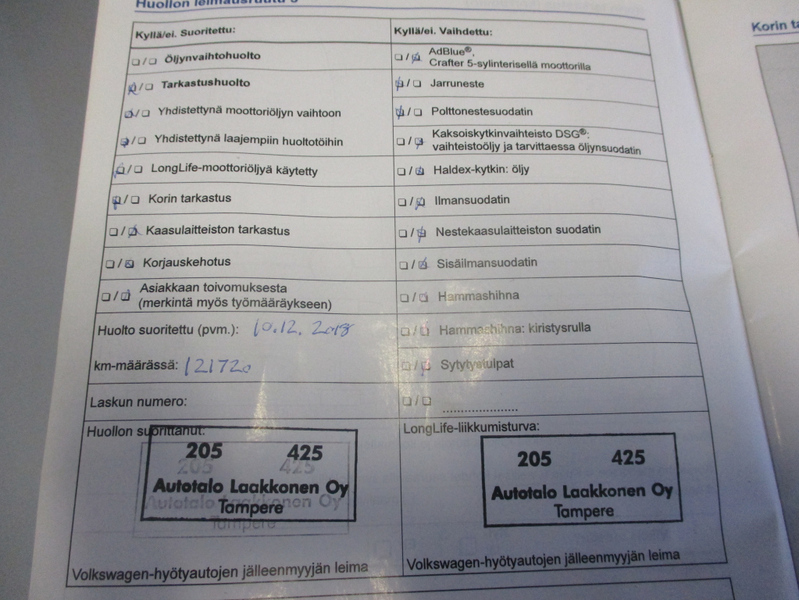 Huollon leimausruutu
Korin ta
Kyllä/ei. Suoritettu:
Öljynvaihtohuolto
Tarkastushuolto
Yhdistettynä moottoriöljyn vaihtoon
Yhdistettynä laajempiin huoltotöihin
LongLife-moottoriöljyä käytetty
Korin tarkastus
Kaasulaitteiston tarkastus
Korjauskehotus
Asiakkaan toivomuksesta
(merkintä myös työmääräykseen)
Huolto suoritettu (pvm.): 10.12.2018
km-määrässä: 121720
Laskun numero:
Huollon suorittanut:
205 425
Autotalo Laakkonen Oy
Tampere
Volkswagen-hyötyautojen jälleenmyyjän leima
Kyllä/ei. Vaihdettu:
AdBlue®,
Crafter 5-sylinterisellä moottorilla
Jarruneste
Polttonestesuodatin
Kaksoiskytkinvaihteisto DSG®:
vaihteistoöljy ja tarvittaessa öljynsuodatin
Haldex-kytkin: öljy
Ilmansuodatin
Nestekaasulaitteiston suodatin
Sisäilmansuodatin
Hammashihna
Hammashihna: kiristysrulla
Sytytystulpat
LongLife-liikkumisturva:
205 425
Autotalo Laakkonen Oy
Tampere
Volkswagen-hyötyautojen jälleenmyyjän leima